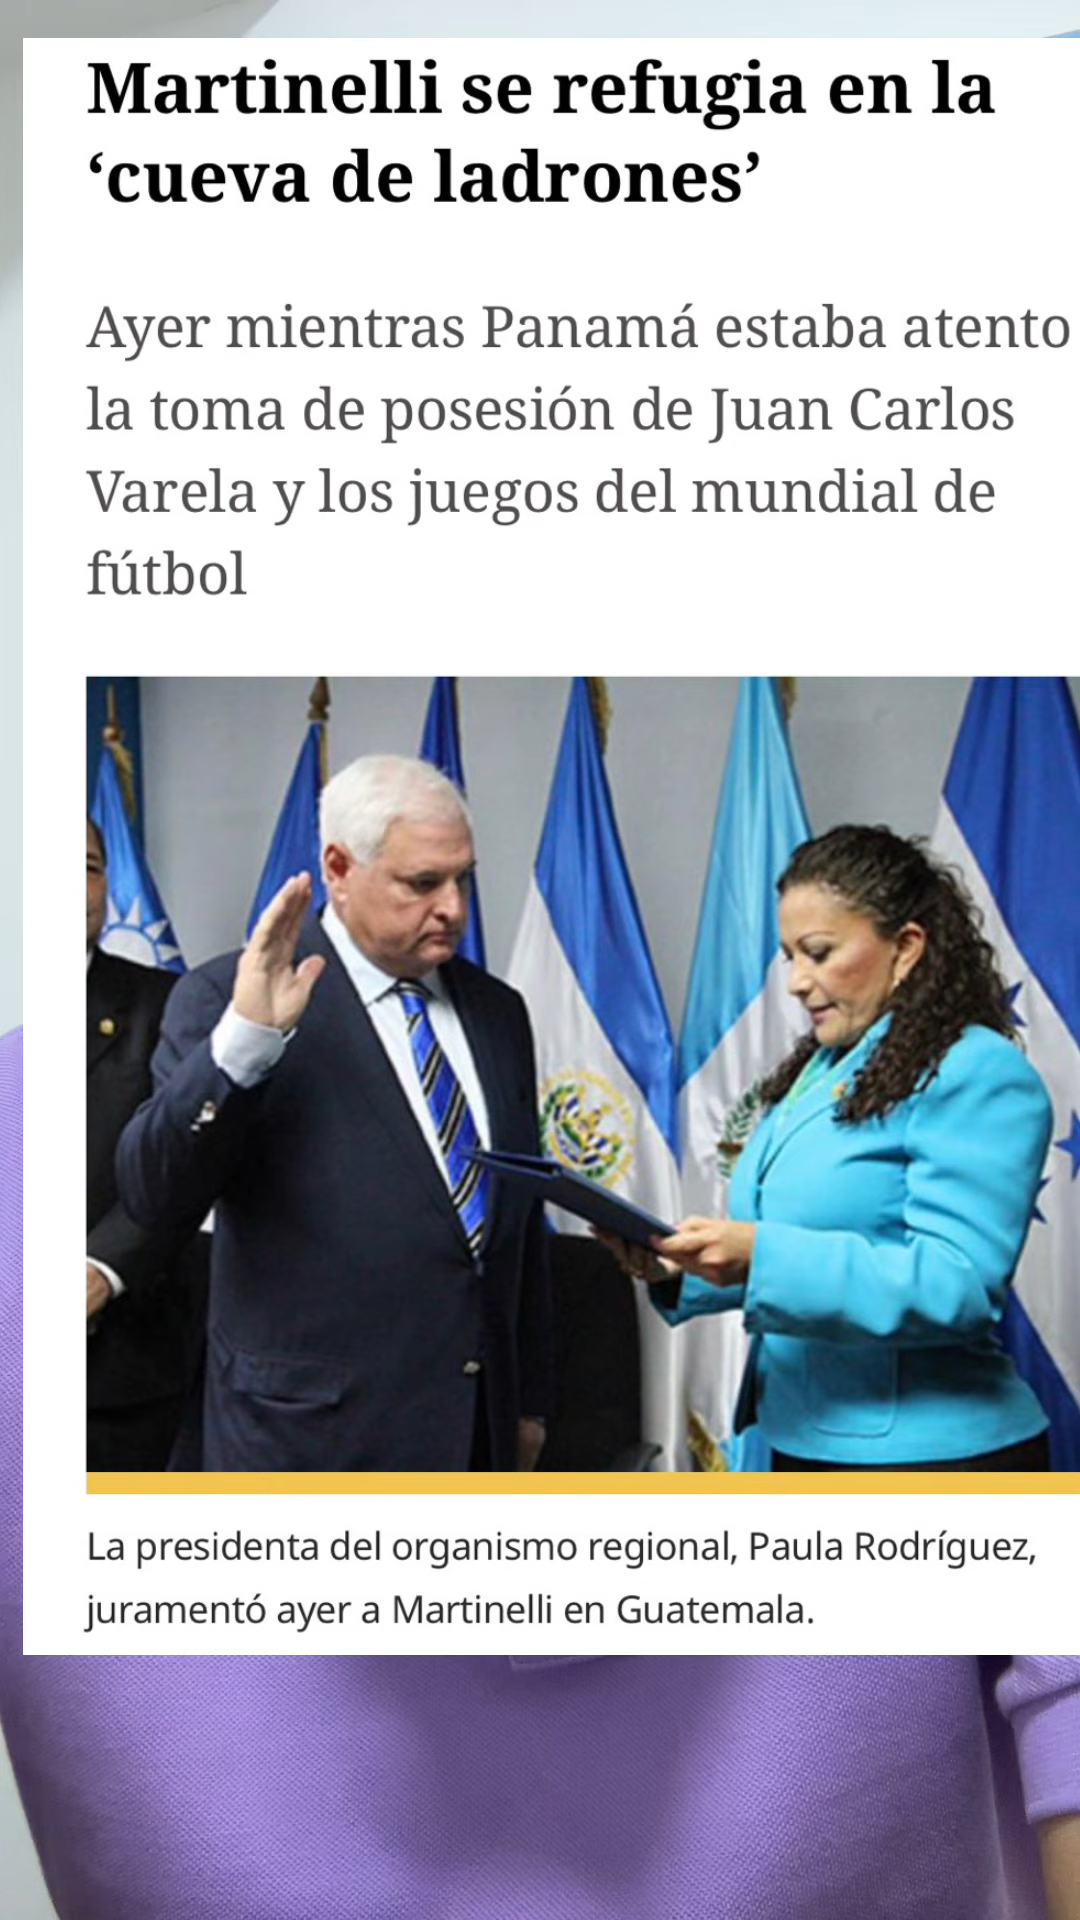 Martinelli se refugia en la
‘cueva de ladrones’
Ayer mientras Panamá estaba atento
la toma de posesión de Juan Carlos
Varela y los juegos del mundial de
fútbol
La presidenta del organismo regional, Paula Rodríguez,
juramentó ayer a Martinelli en Guatemala.